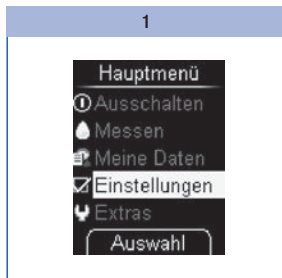 1
Hauptmenü
Ausschalten
Messen
Meine Daten
Einstellungen
Extras
Auswahl